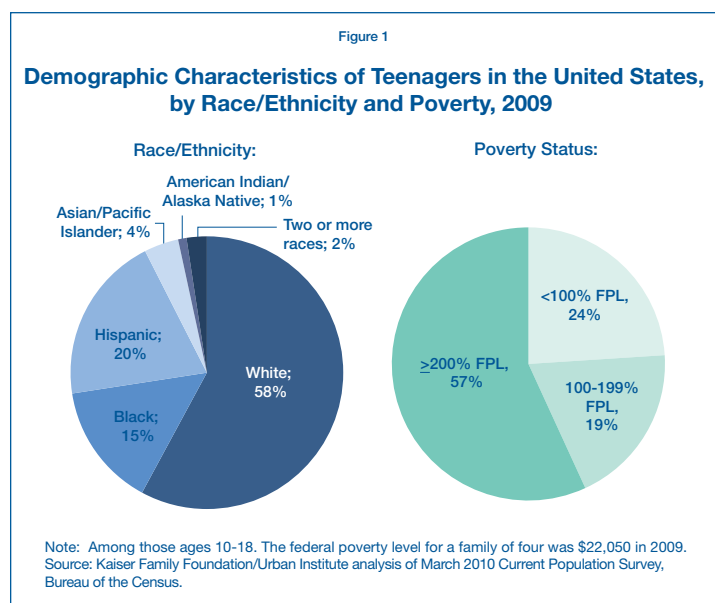 Figure 1
Demographic Characteristics of Teenagers in the United States,
by Race/Ethnicity and Poverty, 2009
Race/Ethnicity:
American Indian/
Alaska Native; 1%
Asian/Pacific
Islander; 4%
Two or more
races; 2%
Hispanic;
20%
White;
58%
Black;
15%
Poverty Status:
<100% FPL,
24%
≥200% FPL,
57%
100-199%
FPL,
19%
Note: Among those ages 10-18. The federal poverty level for a family of four was $22,050 in 2009.
Source: Kaiser Family Foundation/Urban Institute analysis of March 2010 Current Population Survey,
Bureau of the Census.